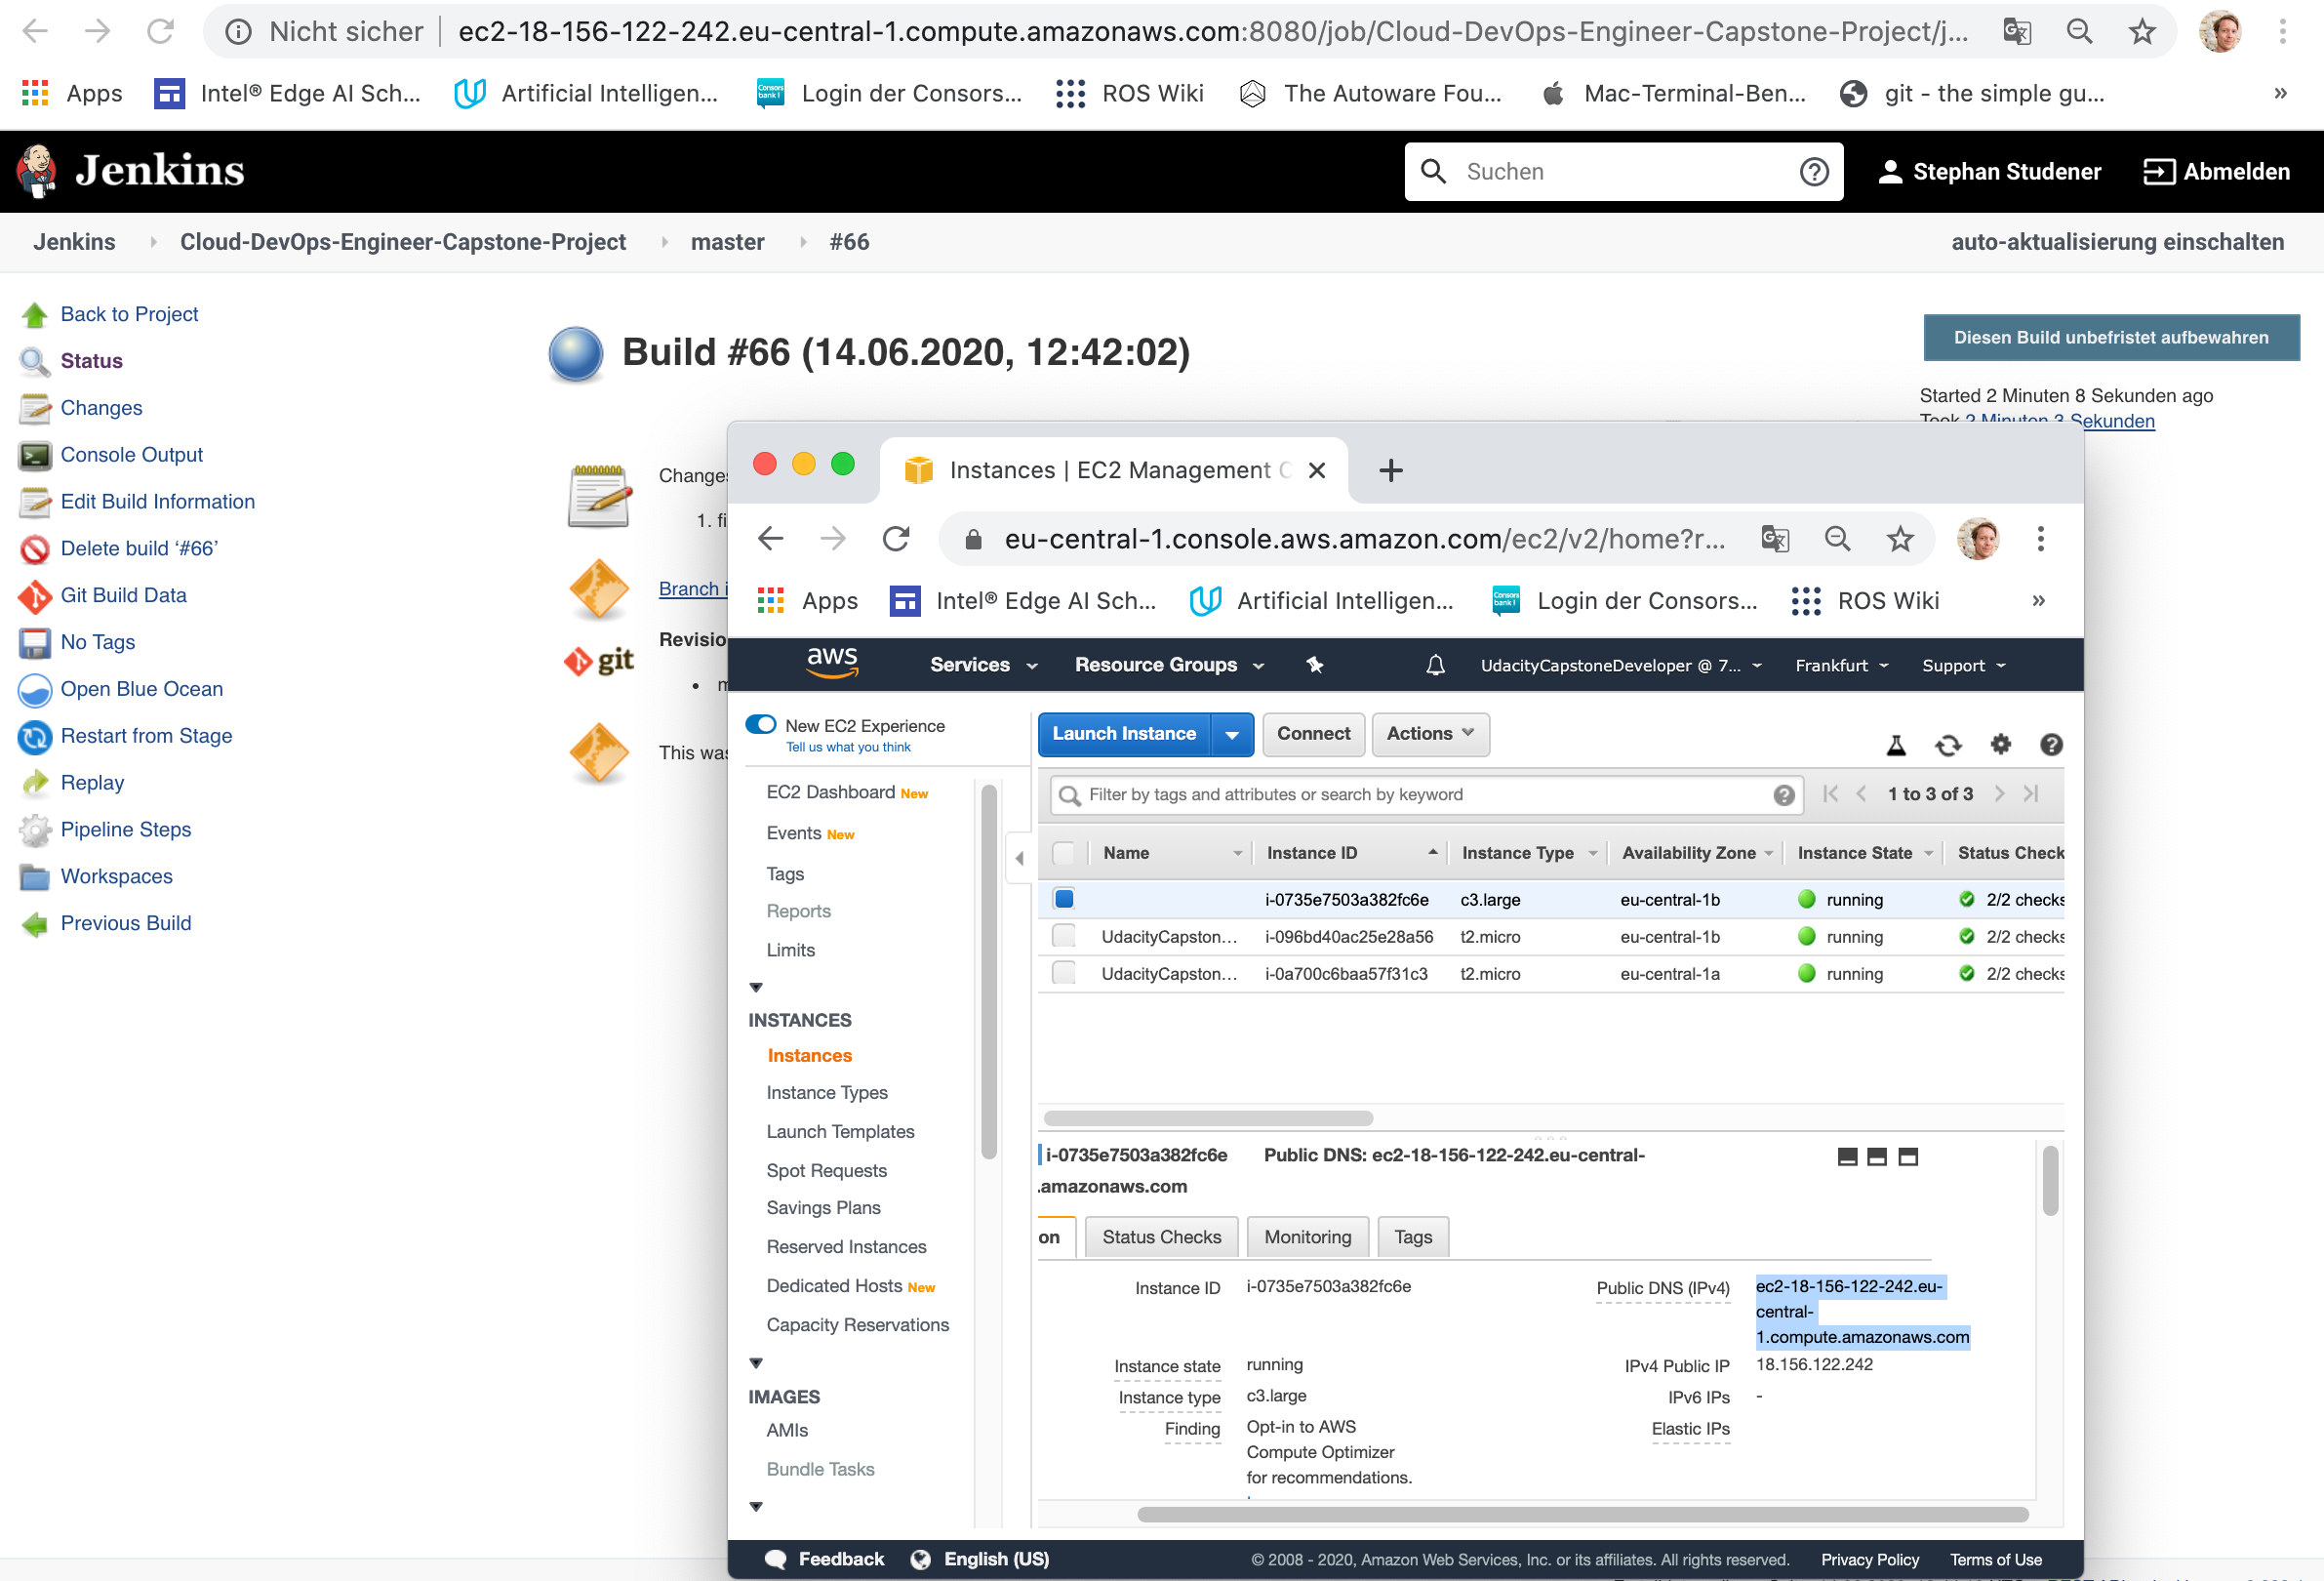 Nicht sicher ec2-18-156-122-242.eu-central-1.compute.amazonaws.com:8080/job/Cloud-DevOps-Engineer-Capstone-Project/j...
Apps Intel® Edge AI Sch... Artificial Intelligen... Login der Consors... ROS Wiki The Autoware Fou... Mac-Terminal-Ben... git - the simple gu... »
Jenkins Suchen Stephan Studener Abmelden
Jenkins Cloud-DevOps-Engineer-Capstone-Project master #66 auto-aktualisierung einschalten
Back to Project
Status
Changes
Console Output
Edit Build Information
Delete build ‘#66’
Git Build Data
No Tags
Open Blue Ocean
Restart from Stage
Replay
Pipeline Steps
Workspaces
Previous Build
Build #66 (14.06.2020, 12:42:02)
Diesen Build unbefristet aufbewahren
Started 2 Minuten 8 Sekunden ago
Took 2 Minuten 3 Sekunden
Changes
1. fi
Branch i
git Revisio
This was
Instances | EC2 Management C
eu-central-1.console.aws.amazon.com/ec2/v2/home?r...
Apps Intel® Edge AI Sch... Artificial Intelligen... Consors bank! Login der Consors... ROS Wiki »
aws Services Resource Groups UdacityCapstoneDeveloper @ 7... Frankfurt Support
New EC2 Experience
Tell us what you think
EC2 Dashboard New
Events New
Tags
Reports
Limits
INSTANCES
Instances
Instance Types
Launch Templates
Spot Requests
Savings Plans
Reserved Instances
Dedicated Hosts New
Capacity Reservations
IMAGES
AMIs
Bundle Tasks
Launch Instance Connect Actions
Filter by tags and attributes or search by keyword 1 to 3 of 3
Name Instance ID Instance Type Availability Zone Instance State Status Check
i-0735e7503a382fc6e c3.large eu-central-1b running 2/2 checks
UdacityCapston... i-096bd40ac25e28a56 t2.micro eu-central-1b running 2/2 checks
UdacityCapston... i-0a700c6baa57f31c3 t2.micro eu-central-1a running 2/2 checks
i-0735e7503a382fc6e Public DNS: ec2-18-156-122-242.eu-central-
.amazonaws.com
on Status Checks Monitoring Tags
Instance ID i-0735e7503a382fc6e
Instance state running
Instance type c3.large
Finding Opt-in to AWS
Compute Optimizer
for recommendations.
Public DNS (IPv4) ec2-18-156-122-242.eu-
central-
1.compute.amazonaws.com
IPv4 Public IP 18.156.122.242
IPv6 IPs -
Elastic IPs
Feedback English (US) © 2008 - 2020, Amazon Web Services, Inc. or its affiliates. All rights reserved. Privacy Policy Terms of Use